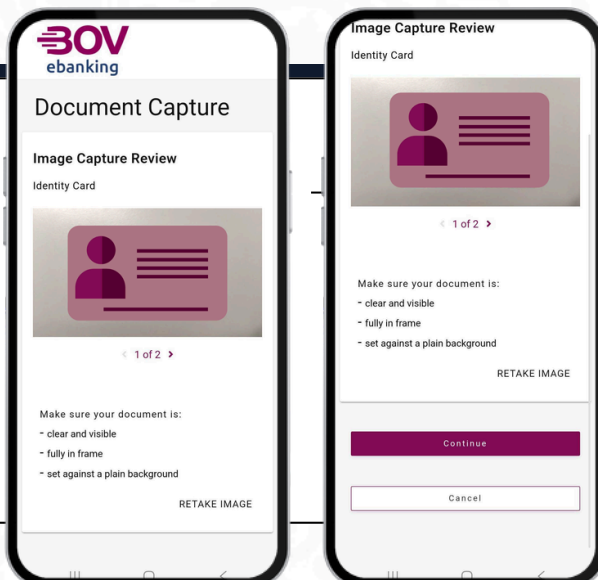 BOV
ebanking
Document Capture
Image Capture Review
Identity Card
< 1 of 2 >
Make sure your document is:
- clear and visible
- fully in frame
- set against a plain background
RETAKE IMAGE
Image Capture Review
Identity Card
< 1 of 2 >
Make sure your document is:
- clear and visible
- fully in frame
- set against a plain background
RETAKE IMAGE
Continue
Cancel